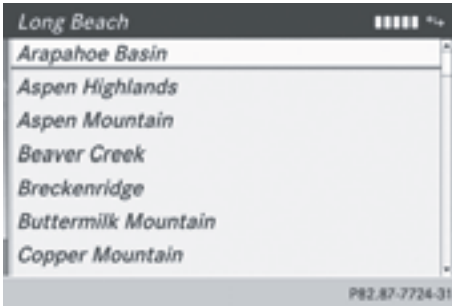 Long Beach
Arapahoe Basin
Aspen Highlands
Aspen Mountain
Beaver Creek
Breckenridge
Buttermilk Mountain
Copper Mountain
P82.87-7724-31